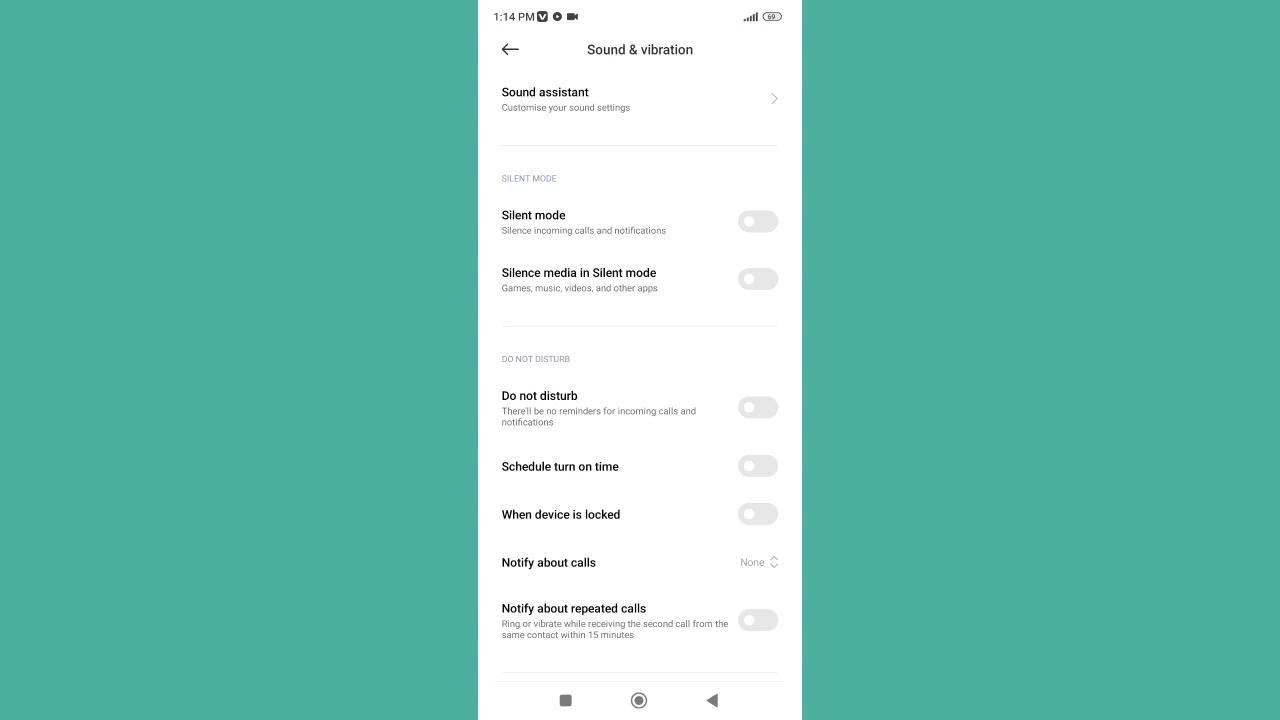 1:14 PM
69
Sound & vibration
Sound assistant
Customise your sound settings
SILENT MODE
Silent mode
Silence incoming calls and notifications
Silence media in Silent mode
Games, music, videos, and other apps
DO NOT DISTURB
Do not disturb
There'll be no reminders for incoming calls and
notifications
Schedule turn on time
When device is locked
Notify about calls
None
Notify about repeated calls
Ring or vibrate while receiving the second call from the
same contact within 15 minutes